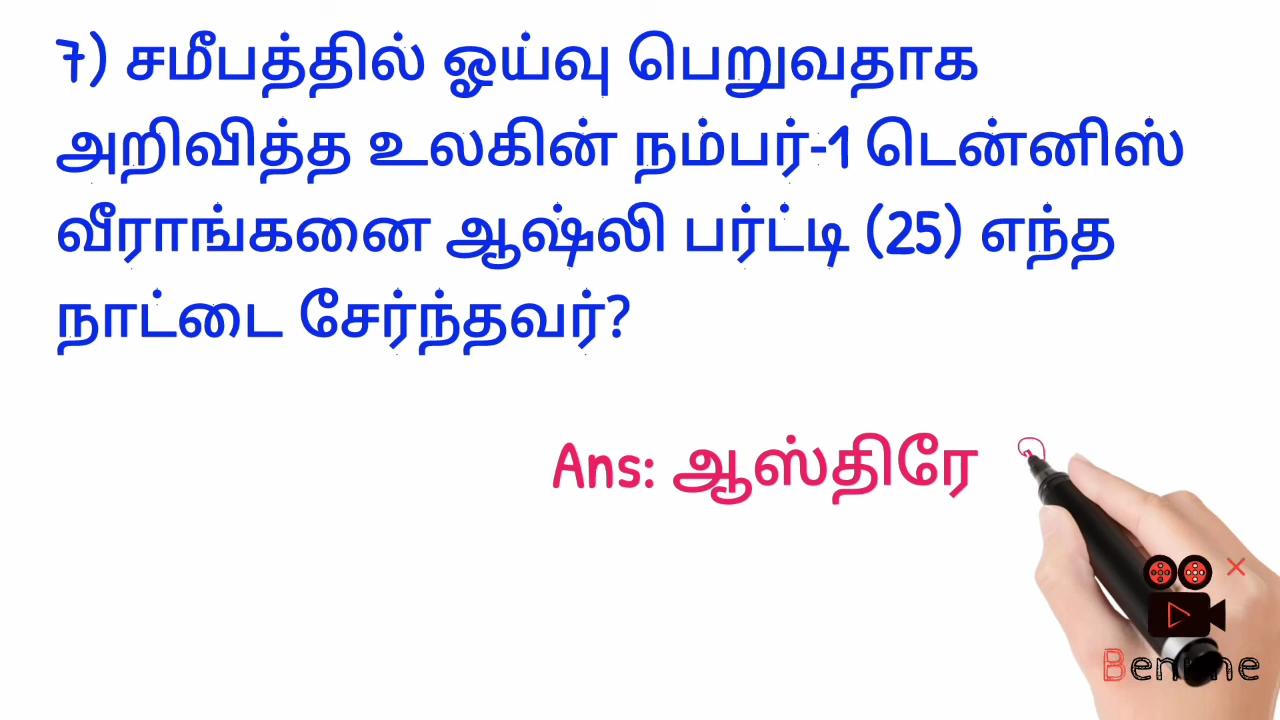 7) சமீபத்தில் ஓய்வு பெறுவதாக
அறிவித்த உலகின் நம்பர்-1 டென்னிஸ்
வீராங்கனை ஆஷ்லி பர்ட்டி (25) எந்த
நாட்டை சேர்ந்தவர்?
Ans: ஆஸ்திரே